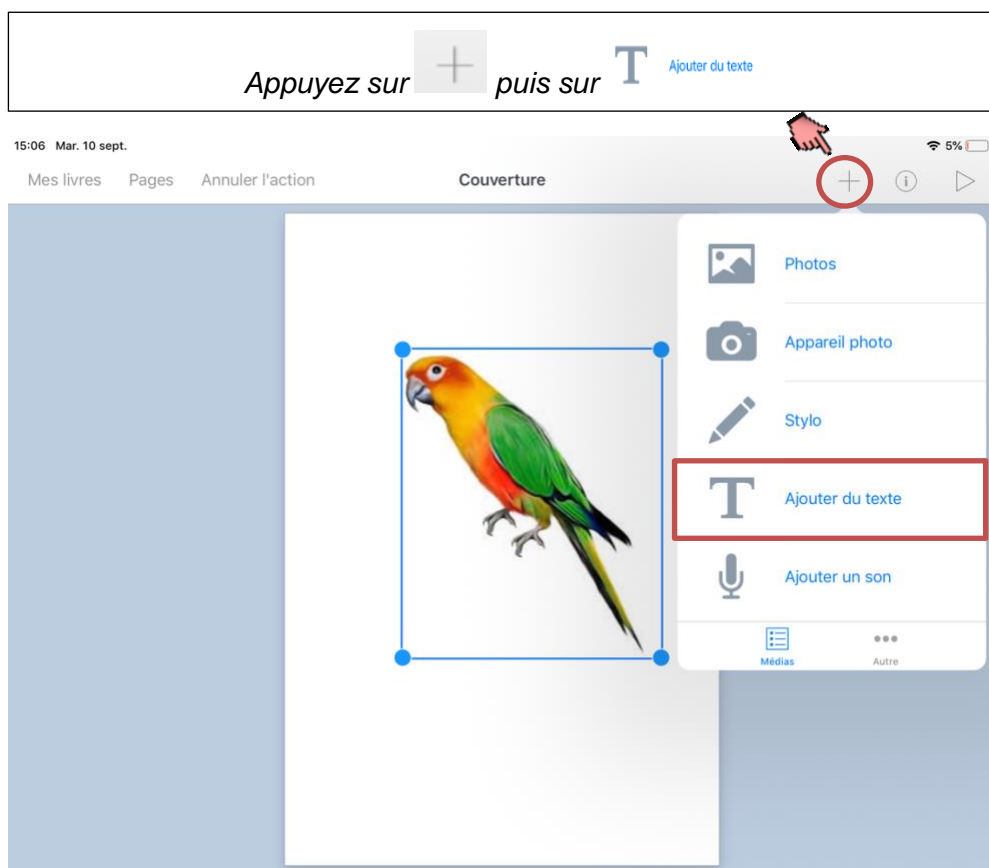 Appuyez sur + puis sur T Ajouter du texte
15:06 Mar. 10 sept. 5%
Mes livres Pages Annuler l'action Couverture
Photos
Appareil photo
Stylo
T Ajouter du texte
Ajouter un son
Médias Autre